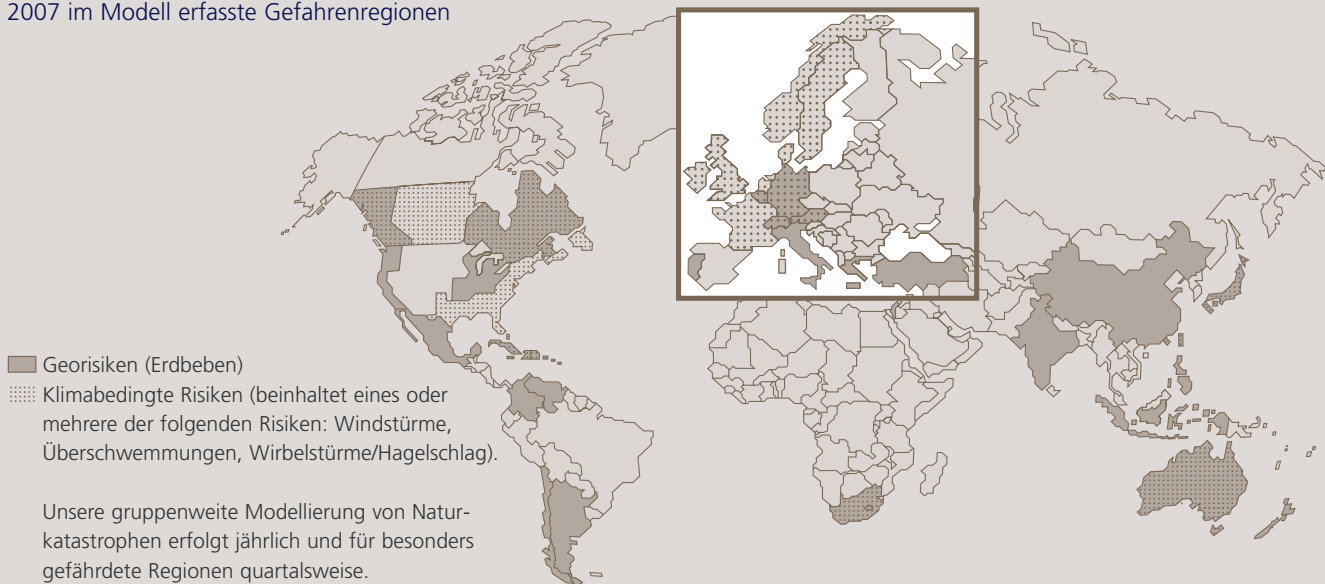 2007 im Modell erfasste Gefahrenregionen
Georisiken (Erdbeben)
Klimabedingte Risiken (beinhaltet eines oder
mehrere der folgenden Risiken: Windstürme,
Überschwemmungen, Wirbelstürme/Hagelschlag).
Unsere gruppenweite Modellierung von Natur-
katastrophen erfolgt jährlich und für besonders
gefährdete Regionen quartalsweise.